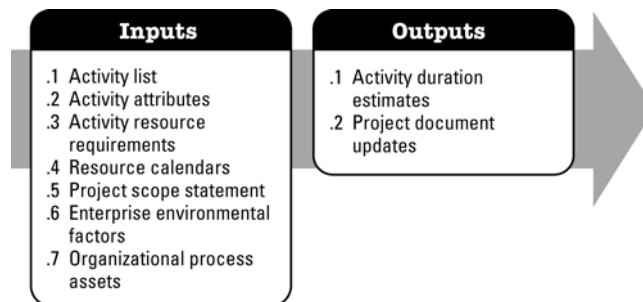 Inputs
.1 Activity list
.2 Activity attributes
.3 Activity resource
requirements
.4 Resource calendars
.5 Project scope statement
.6 Enterprise environmental
factors
.7 Organizational process
assets
Outputs
.1 Activity duration
estimates
.2 Project document
updates